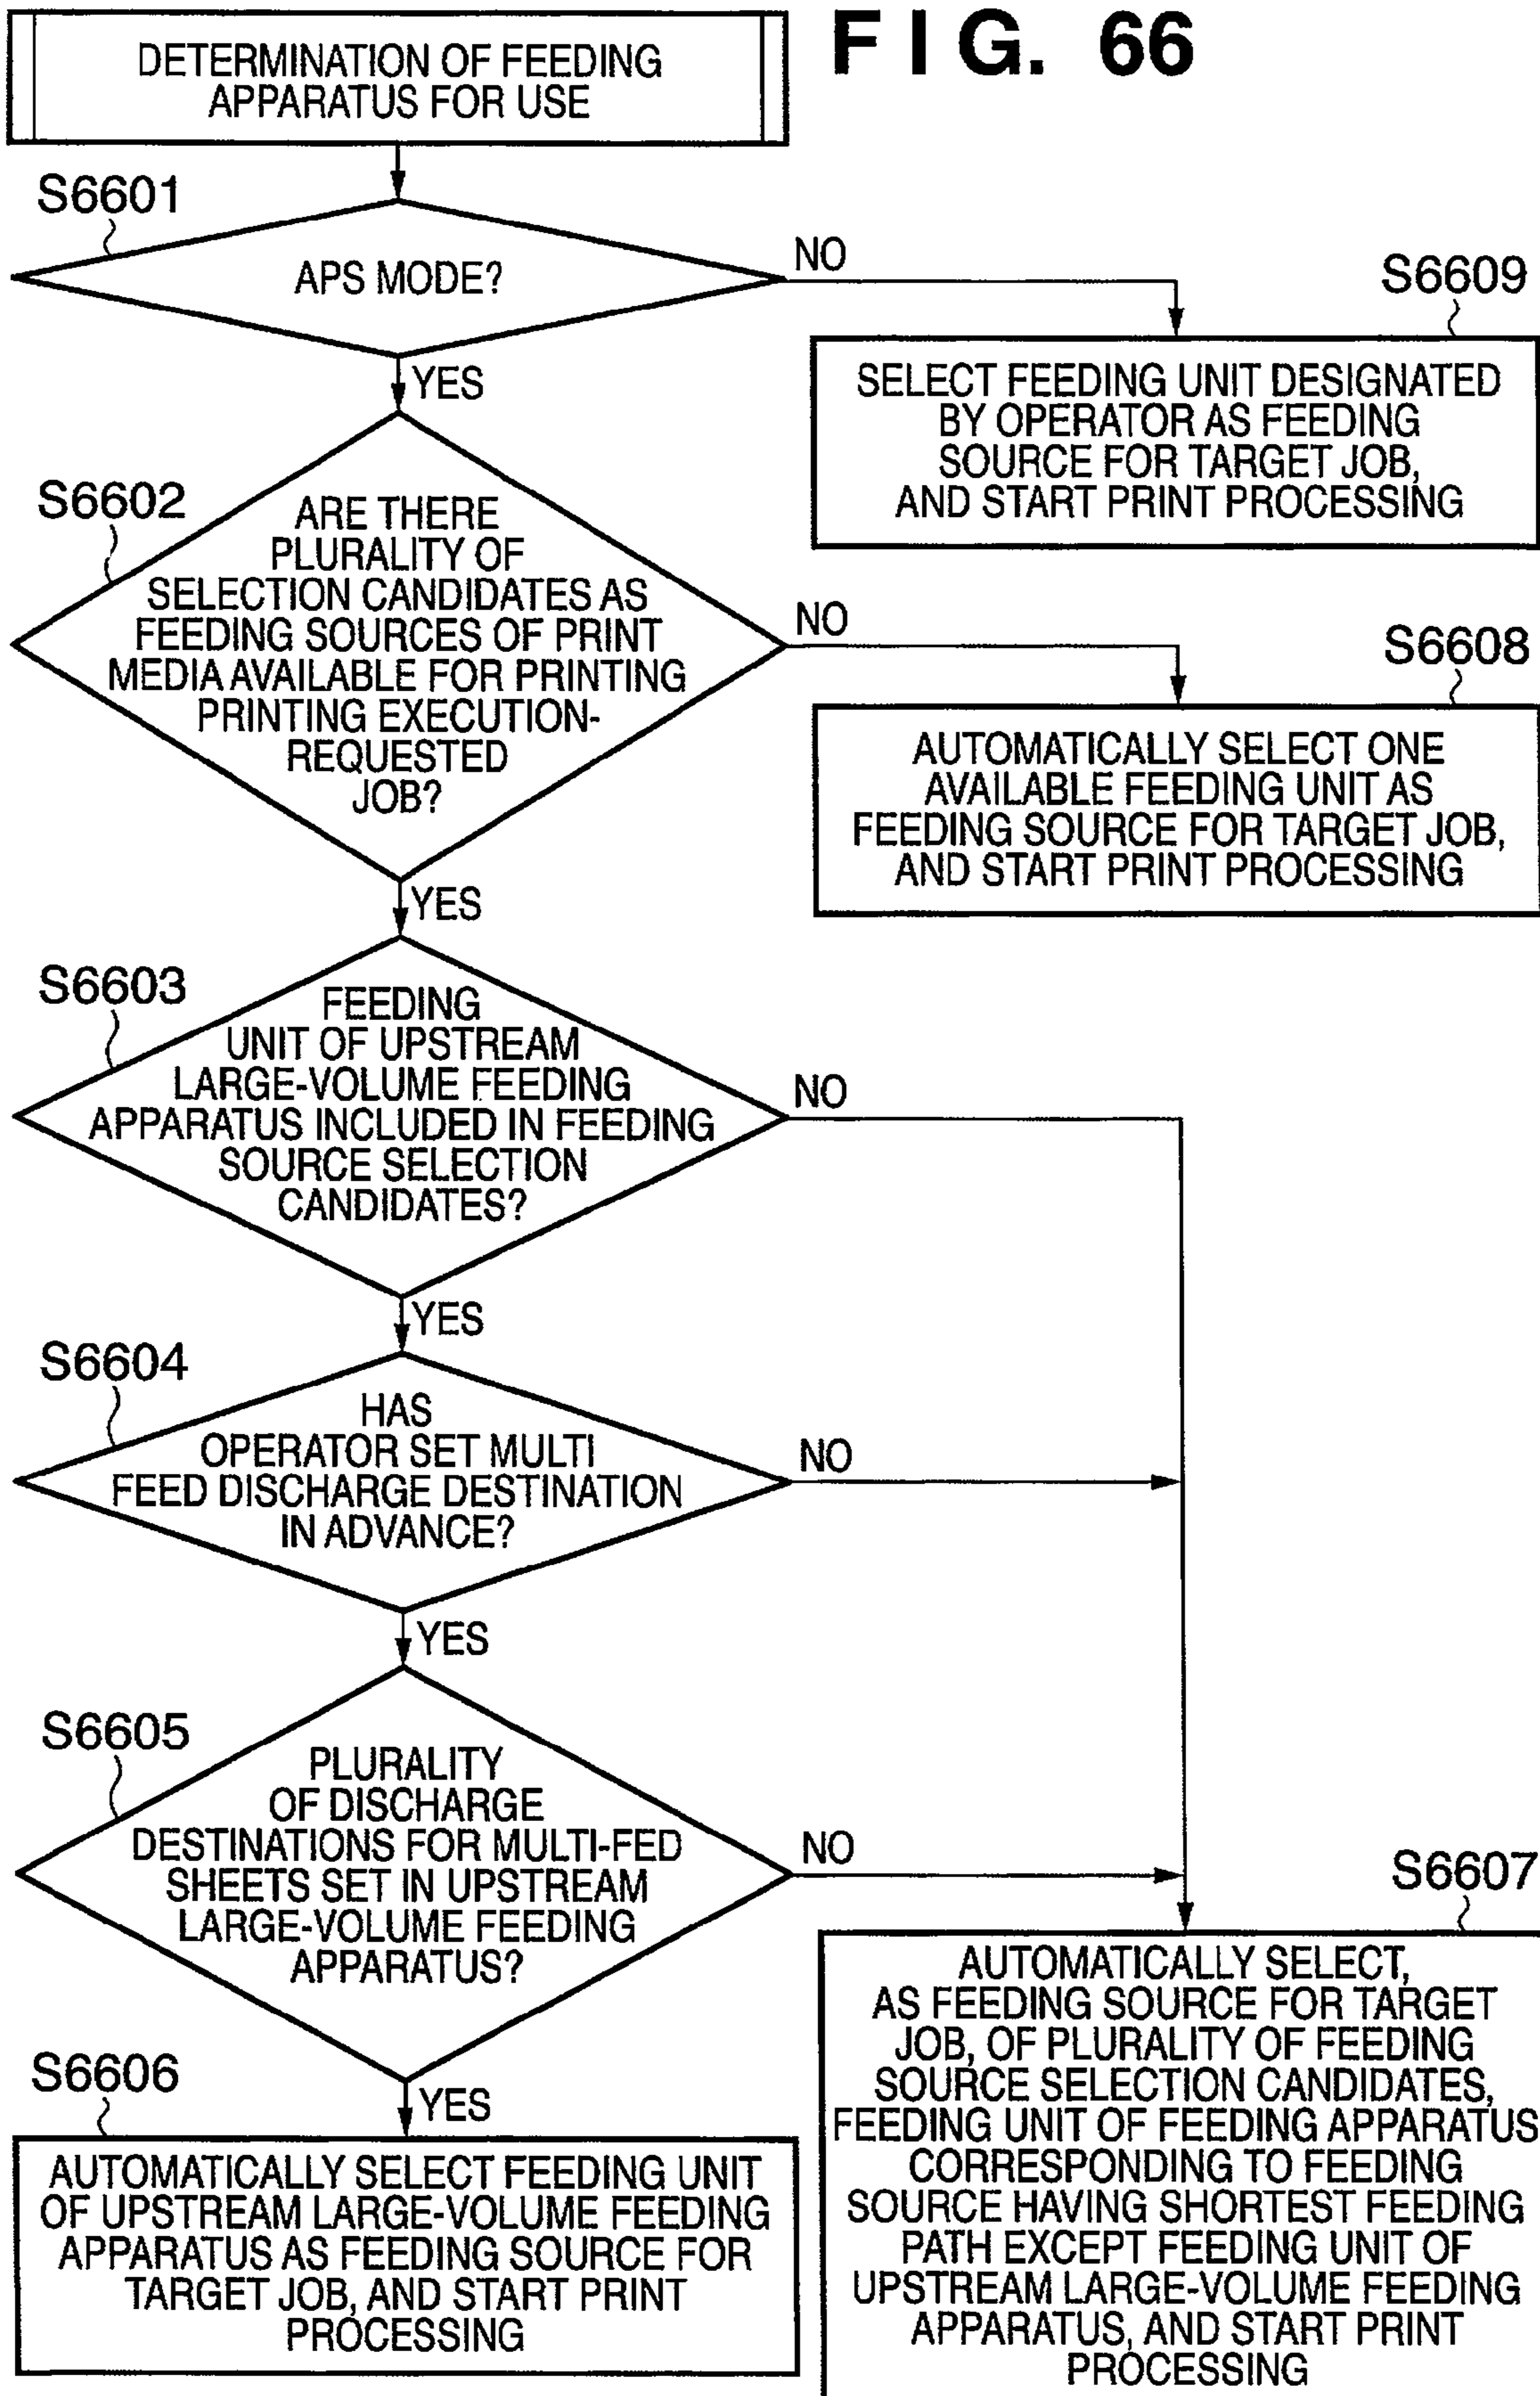 FIG. 66
DETERMINATION OF FEEDING
APPARATUS FOR USE
S6601
APS MODE?
NO
YES
S6609
SELECT FEEDING UNIT DESIGNATED
BY OPERATOR AS FEEDING
SOURCE FOR TARGET JOB,
AND START PRINT PROCESSING
S6602
ARE THERE
PLURALITY OF
SELECTION CANDIDATES AS
FEEDING SOURCES OF PRINT
MEDIA AVAILABLE FOR PRINTING
PRINTING EXECUTION-
REQUESTED
JOB?
NO
YES
S6608
AUTOMATICALLY SELECT ONE
AVAILABLE FEEDING UNIT AS
FEEDING SOURCE FOR TARGET JOB,
AND START PRINT PROCESSING
S6603
FEEDING
UNIT OF UPSTREAM
LARGE-VOLUME FEEDING
APPARATUS INCLUDED IN FEEDING
SOURCE SELECTION
CANDIDATES?
NO
YES
S6604
HAS
OPERATOR SET MULTI
FEED DISCHARGE DESTINATION
IN ADVANCE?
NO
YES
S6605
PLURALITY
OF DISCHARGE
DESTINATIONS FOR MULTI-FED
SHEETS SET IN UPSTREAM
LARGE-VOLUME FEEDING
APPARATUS?
NO
YES
S6606
AUTOMATICALLY SELECT FEEDING UNIT
OF UPSTREAM LARGE-VOLUME FEEDING
APPARATUS AS FEEDING SOURCE FOR
TARGET JOB, AND START PRINT
PROCESSING
S6607
AUTOMATICALLY SELECT,
AS FEEDING SOURCE FOR TARGET
JOB, OF PLURALITY OF FEEDING
SOURCE SELECTION CANDIDATES,
FEEDING UNIT OF FEEDING APPARATUS
CORRESPONDING TO FEEDING
SOURCE HAVING SHORTEST FEEDING
PATH EXCEPT FEEDING UNIT OF
UPSTREAM LARGE-VOLUME FEEDING
APPARATUS, AND START PRINT
PROCESSING